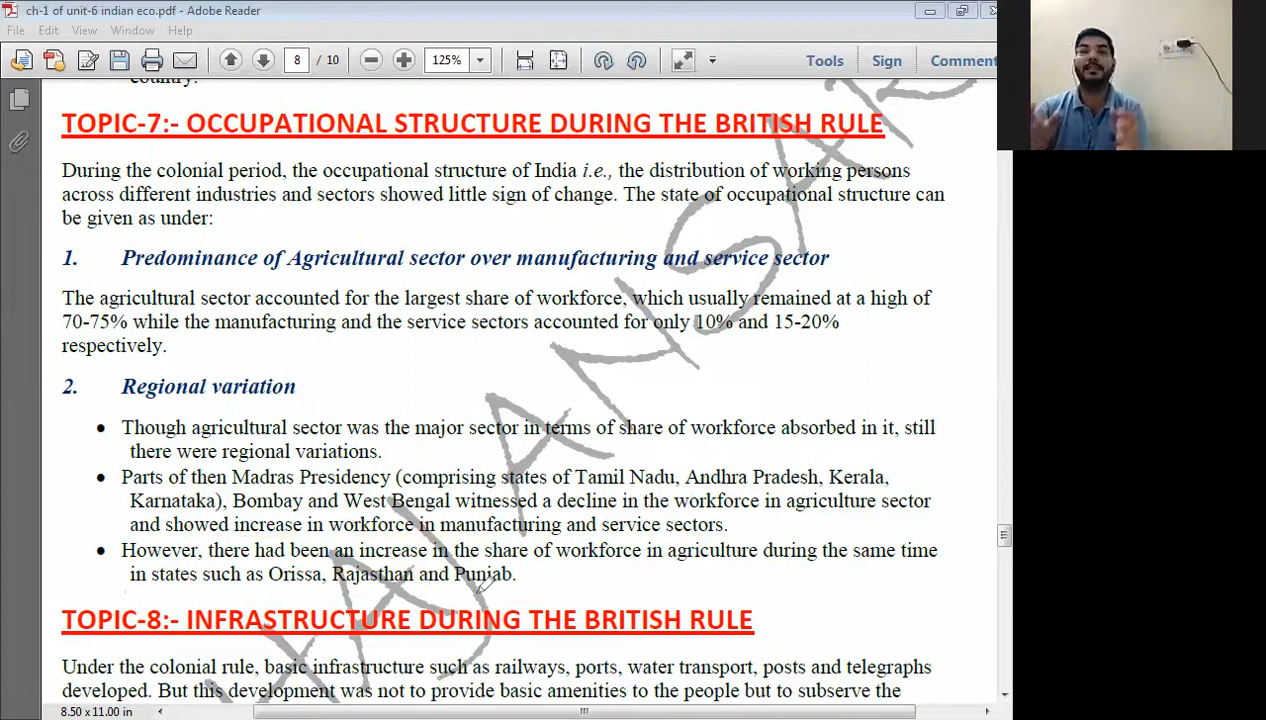 ch-1 of unit-6 indian eco.pdf - Adobe Reader
File Edit View Window Help
8 / 10 125% Tools Sign Comment
country.
TOPIC-7:- OCCUPATIONAL STRUCTURE DURING THE BRITISH RULE
During the colonial period, the occupational structure of India i.e., the distribution of working persons
across different industries and sectors showed little sign of change. The state of occupational structure can
be given as under:
1. Predominance of Agricultural sector over manufacturing and service sector
The agricultural sector accounted for the largest share of workforce, which usually remained at a high of
70-75% while the manufacturing and the service sectors accounted for only 10% and 15-20%
respectively.
2. Regional variation
• Though agricultural sector was the major sector in terms of share of workforce absorbed in it, still
there were regional variations.
• Parts of then Madras Presidency (comprising states of Tamil Nadu, Andhra Pradesh, Kerala,
Karnataka), Bombay and West Bengal witnessed a decline in the workforce in agriculture sector
and showed increase in workforce in manufacturing and service sectors.
• However, there had been an increase in the share of workforce in agriculture during the same time
in states such as Orissa, Rajasthan and Punjab.
TOPIC-8:- INFRASTRUCTURE DURING THE BRITISH RULE
Under the colonial rule, basic infrastructure such as railways, ports, water transport, posts and telegraphs
developed. But this development was not to provide basic amenities to the people but to subserve the
8.50 x 11.00 in